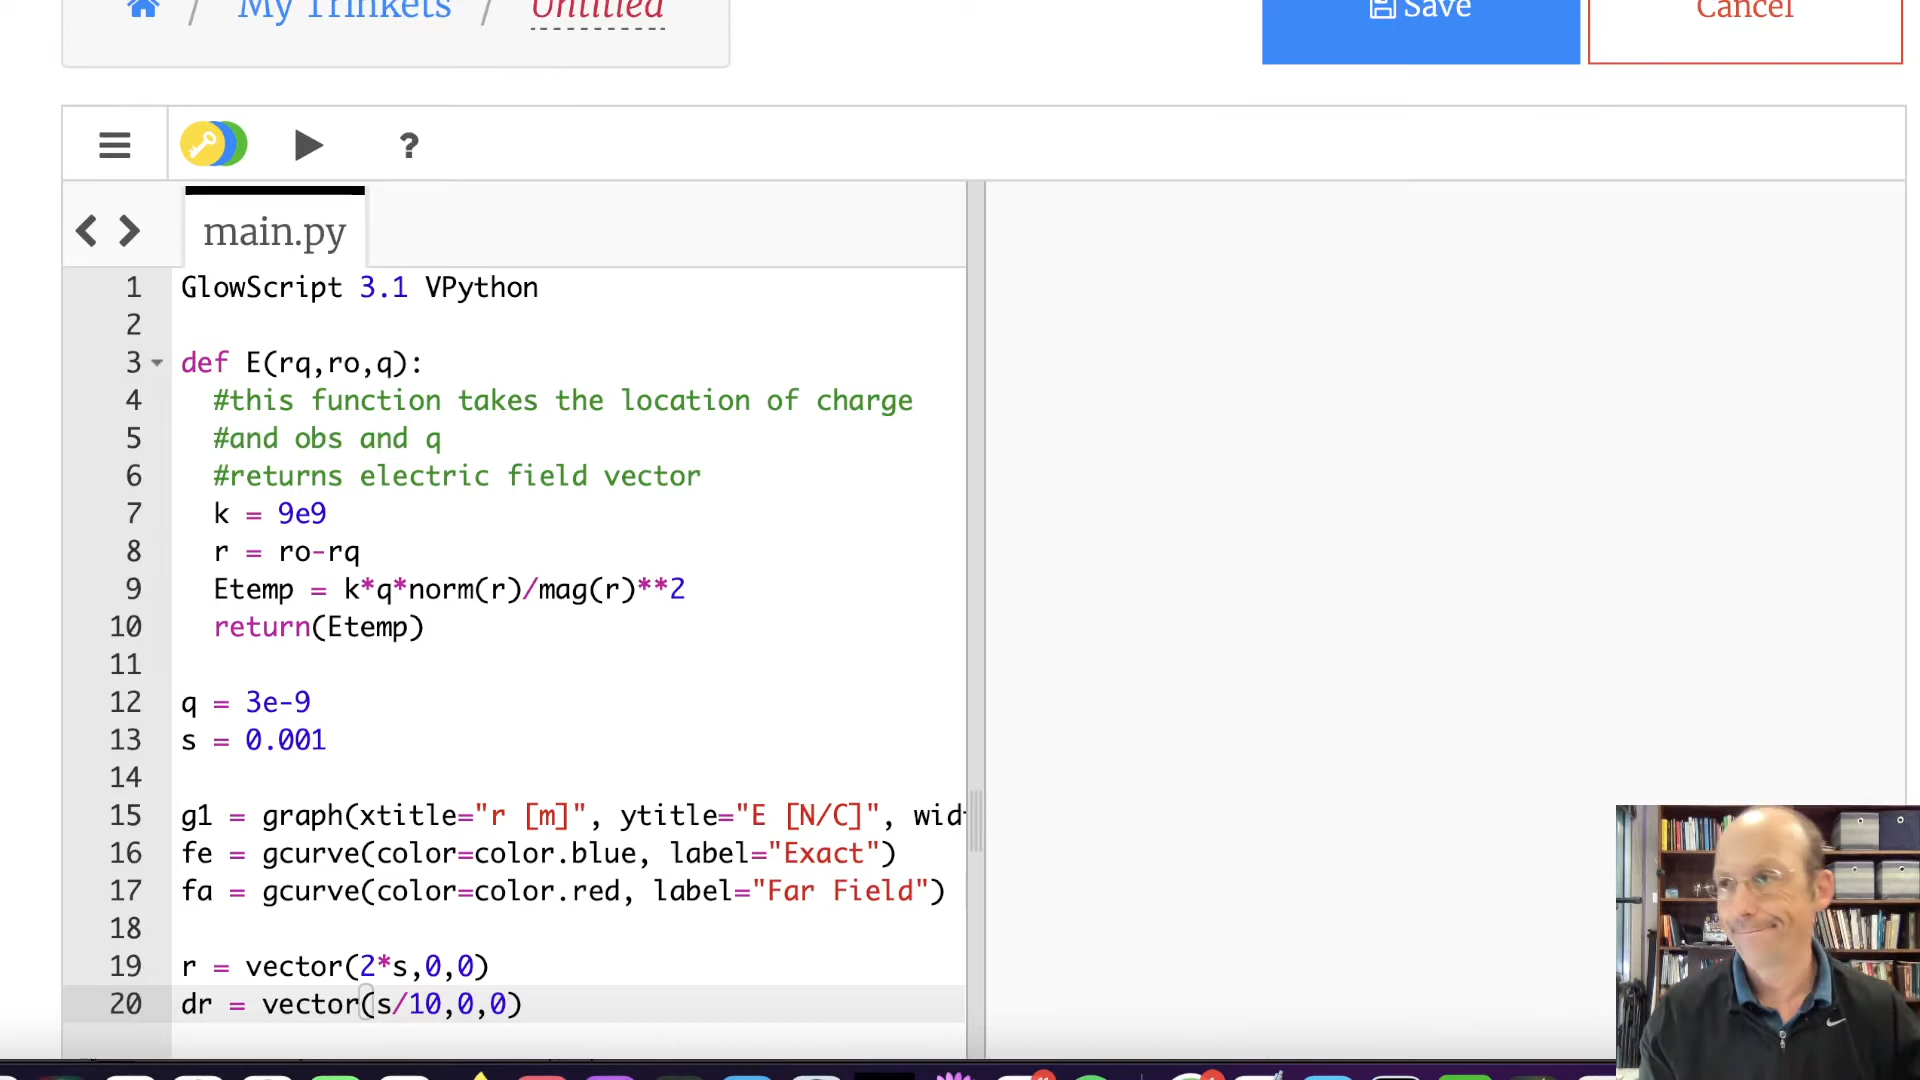 / My Trinkets / Untitled
Save
Cancel
?
main.py
1 GlowScript 3.1 VPython
2
3 def E(rq,ro,q):
4 #this function takes the location of charge
5 #and obs and q
6 #returns electric field vector
7 k = 9e9
8 r = ro-rq
9 Etemp = k*q*norm(r)/mag(r)**2
10 return(Etemp)
11
12 q = 3e-9
13 s = 0.001
14
15 g1 = graph(xtitle="r [m]", ytitle="E [N/C]", wid
16 fe = gcurve(color=color.blue, label="Exact")
17 fa = gcurve(color=color.red, label="Far Field")
18
19 r = vector(2*s,0,0)
20 dr = vector(s/10,0,0)